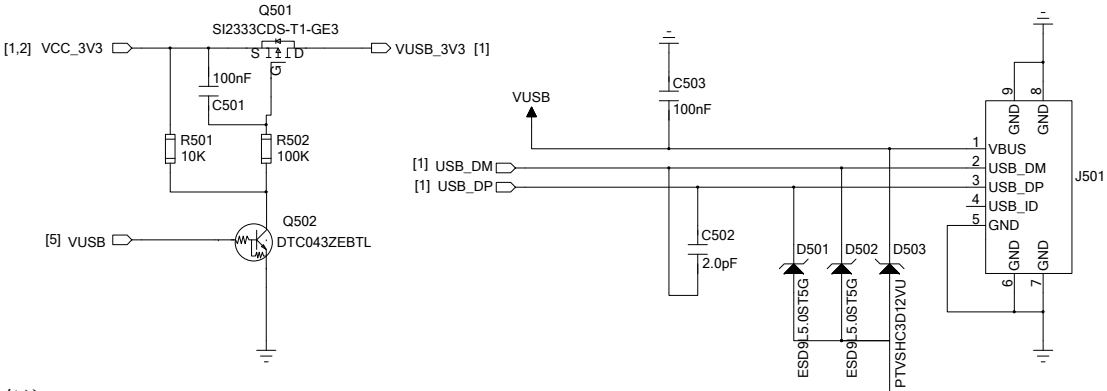 Q501
SI2333CDS-T1-GE3
[1,2] VCC_3V3
VUSB_3V3 [1]
S D
G
100nF
C501
R501
10K
R502
100K
Q502
[5] VUSB
DTC043ZEBTL
C503
100nF
VUSB
[1] USB_DM
[1] USB_DP
C502
2.0pF
D501
D502
D503
ESD9L5.0ST5G
ESD9L5.0ST5G
PTVSHC3D12VU
9
8
GND
GND
1 VBUS
2 USB_DM
3 USB_DP
4 USB_ID
5 GND
J501
GND
GND
6
7